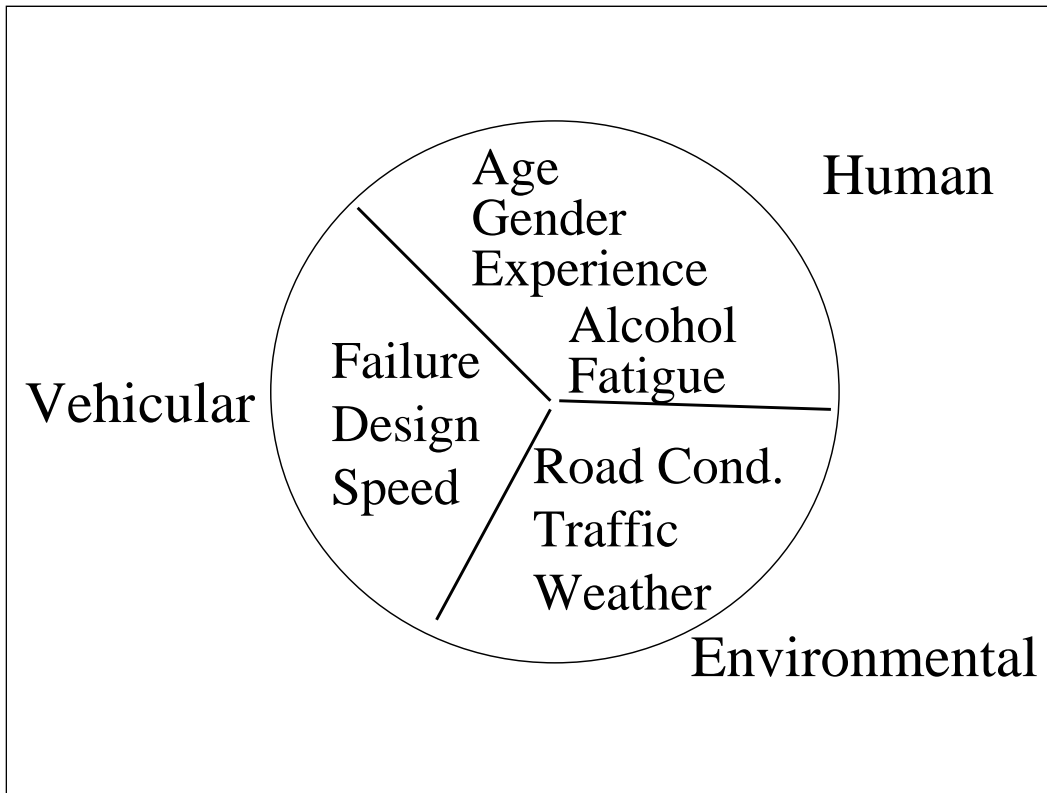 Human
Age
Gender
Experience
Alcohol
Fatigue
Vehicular
Failure
Design
Speed
Road Cond.
Traffic
Weather
Environmental